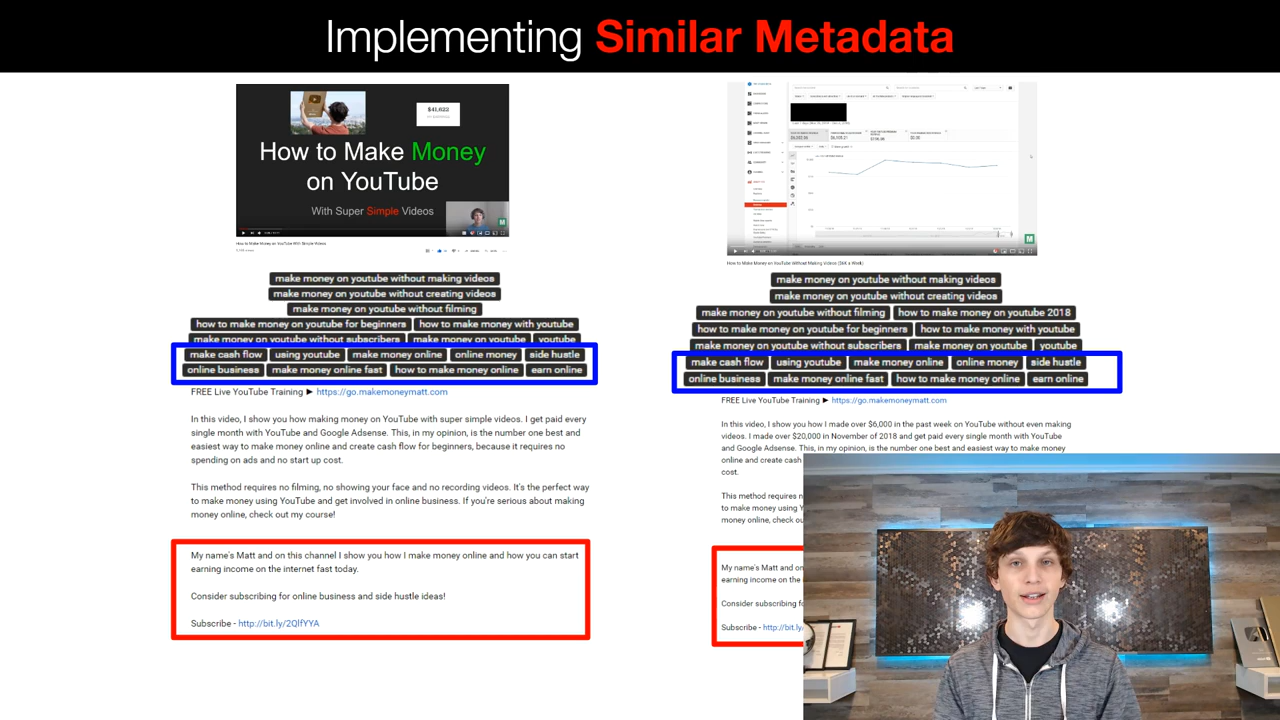 Implementing Similar Metadata
$41,622
How to Make Money
on YouTube
With Super Simple Videos
How to Make Money on YouTube With Simple Videos
make money on youtube without making videos
make money on youtube without creating videos
make money on youtube without filming
how to make money on youtube for beginners how to make money with youtube
make money on youtube without subscribers make money on youtube youtube
make cash flow using youtube make money online online money side hustle
online business make money online fast how to make money online earn online
FREE Live YouTube Training ► https://go.makemoneymatt.com
In this video, I show you how making money on YouTube with super simple videos. I get paid every
single month with YouTube and Google Adsense. This, in my opinion, is the number one best and
easiest way to make money online and create cash flow for beginners, because it requires no
spending on ads and no start up cost.
This method requires no filming, no showing your face and no recording videos. It's the perfect way
to make money using YouTube and get involved in online business. If you're serious about making
money online, check out my course!
My name's Matt and on this channel I show you how I make money online and how you can start
earning income on the internet fast today.
Consider subscribing for online business and side hustle ideas!
Subscribe - http://bit.ly/2QlfYYA
How to Make Money on YouTube Without Making Videos ($6k a Week)
make money on youtube without making videos
make money on youtube without creating videos
make money on youtube without filming how to make money on youtube 2018
how to make money on youtube for beginners how to make money with youtube
make money on youtube without subscribers make money on youtube youtube
make cash flow using youtube make money online online money side hustle
online business make money online fast how to make money online earn online
FREE Live YouTube Training ► https://go.makemoneymatt.com
In this video, I show you how I made over $6,000 in the past week on YouTube without even making
videos. I made over $20,000 in November of 2018 and get paid every single month with YouTube
and Google Adsense. This, in my opinion, is the number one best and easiest way to make money
online and create cash
cost.
This method requires
to make money using
money online, check
My name's Matt and on
earning income on the
Consider subscribing
Subscribe - http://bit.ly/